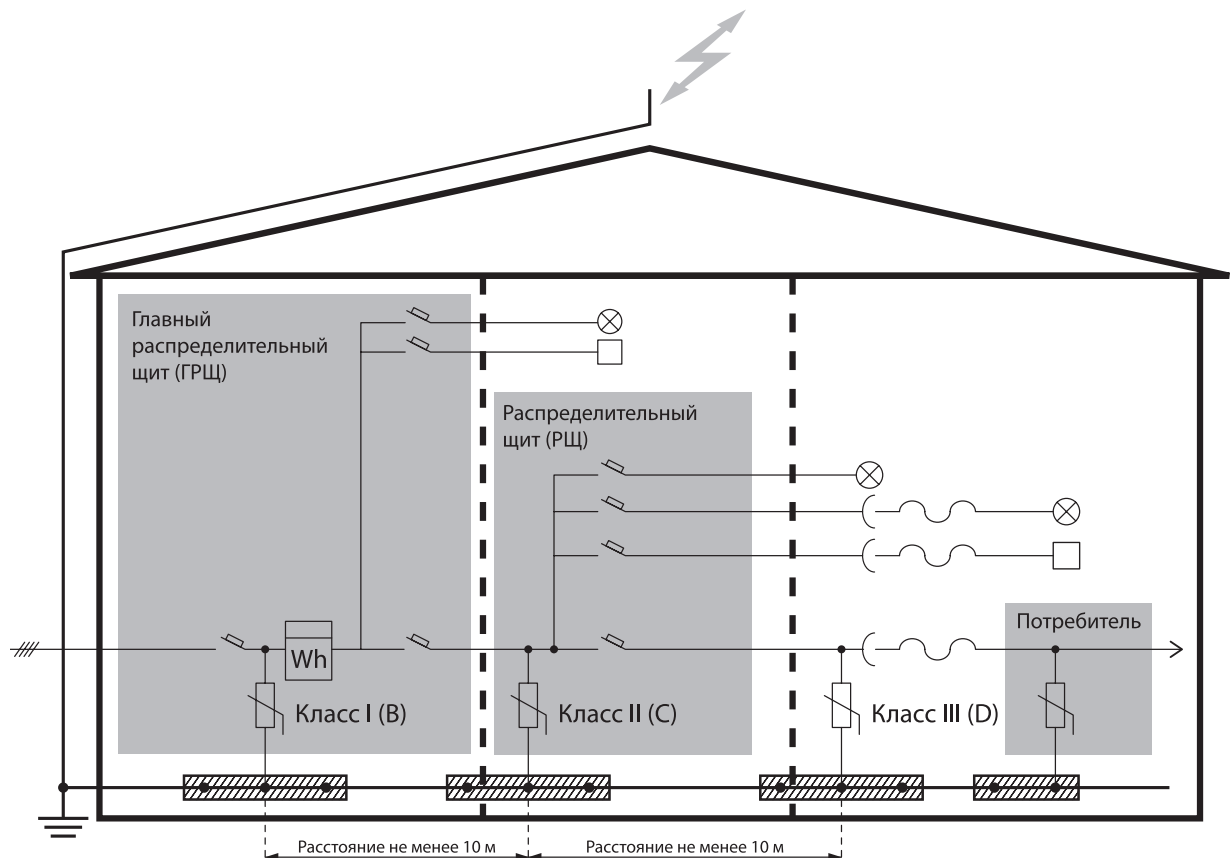 Главный
распределительный
щит (ГРЩ)
Распределительный
щит (РЩ)
Потребитель
Wh
Класс I (B)
Класс II (C)
Класс III (D)
Расстояние не менее 10 м
Расстояние не менее 10 м